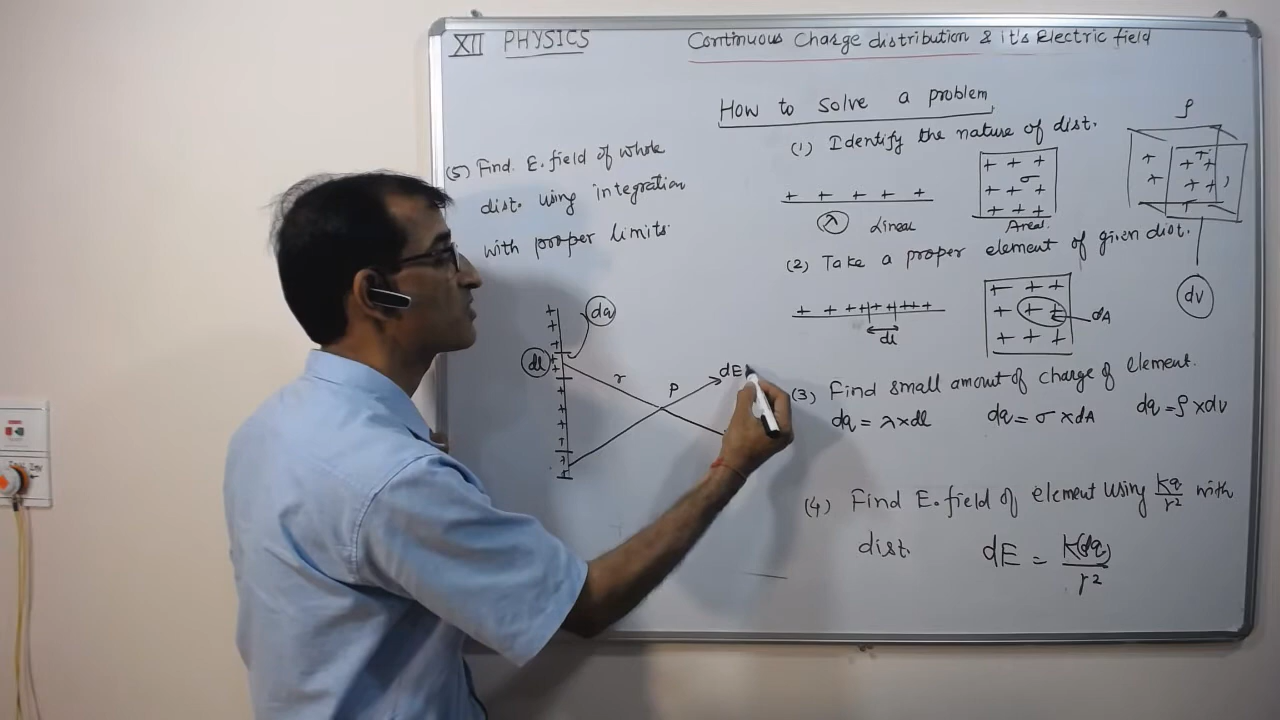 XII PHYSICS
Continuous Charge distribution & it's Electric field
How to solve a problem
(1) Identify the nature of dist.
+ + + + +
λ Linear
+ + +
+ + σ +
+ + +
Areal
ρ
(2) Take a proper element of given dist.
dl
dA
dv
(3) Find small amount of charge of element.
dq = λ×dl dq = σ×dA dq = ρ×dv
(4) Find E.field of element using Kq/r² with
dist. dE = K(dq)/r²
(5) Find E.field of whole
dist. using integration
with proper limits.
dq
dl
r
P
dE